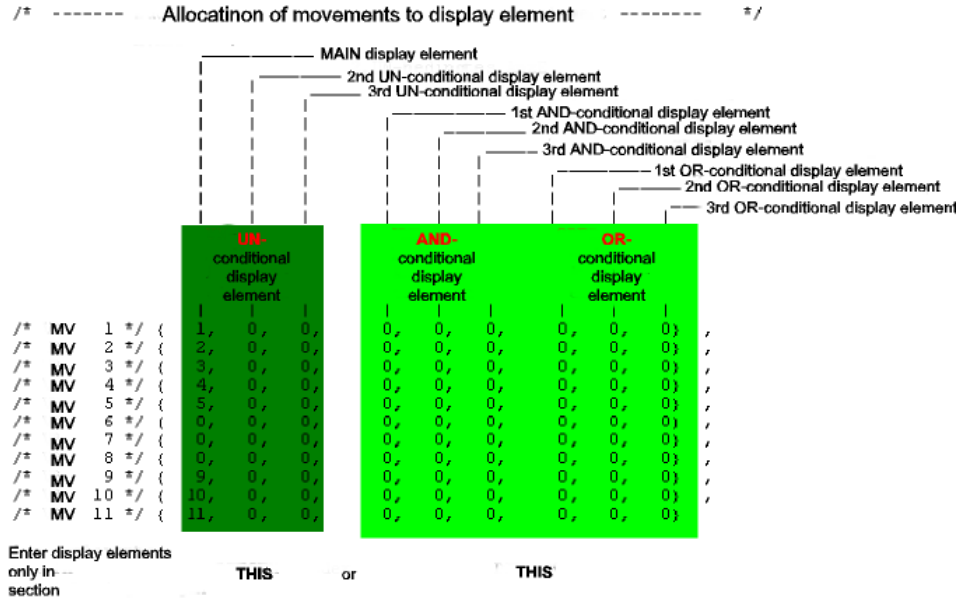 /* ------- Allocatinon of movements to display element -------- */
MAIN display element
2nd UN-conditional display element
3rd UN-conditional display element
1st AND-conditional display element
2nd AND-conditional display element
3rd AND-conditional display element
1st OR-conditional display element
2nd OR-conditional display element
3rd OR-conditional display element
UN- AND- OR-
conditional conditional conditional
display display display
element element element
/* MV 1 */ { 1, 0, 0, 0, 0, 0, 0, 0, 0} ,
/* MV 2 */ { 2, 0, 0, 0, 0, 0, 0, 0, 0} ,
/* MV 3 */ { 3, 0, 0, 0, 0, 0, 0, 0, 0} ,
/* MV 4 */ { 4, 0, 0, 0, 0, 0, 0, 0, 0} ,
/* MV 5 */ { 5, 0, 0, 0, 0, 0, 0, 0, 0} ,
/* MV 6 */ { 0, 0, 0, 0, 0, 0, 0, 0, 0} ,
/* MV 7 */ { 0, 0, 0, 0, 0, 0, 0, 0, 0} ,
/* MV 8 */ { 0, 0, 0, 0, 0, 0, 0, 0, 0} ,
/* MV 9 */ { 9, 0, 0, 0, 0, 0, 0, 0, 0} ,
/* MV 10 */ { 10, 0, 0, 0, 0, 0, 0, 0, 0} ,
/* MV 11 */ { 11, 0, 0, 0, 0, 0, 0, 0, 0}
Enter display elements
only in THIS or THIS
section